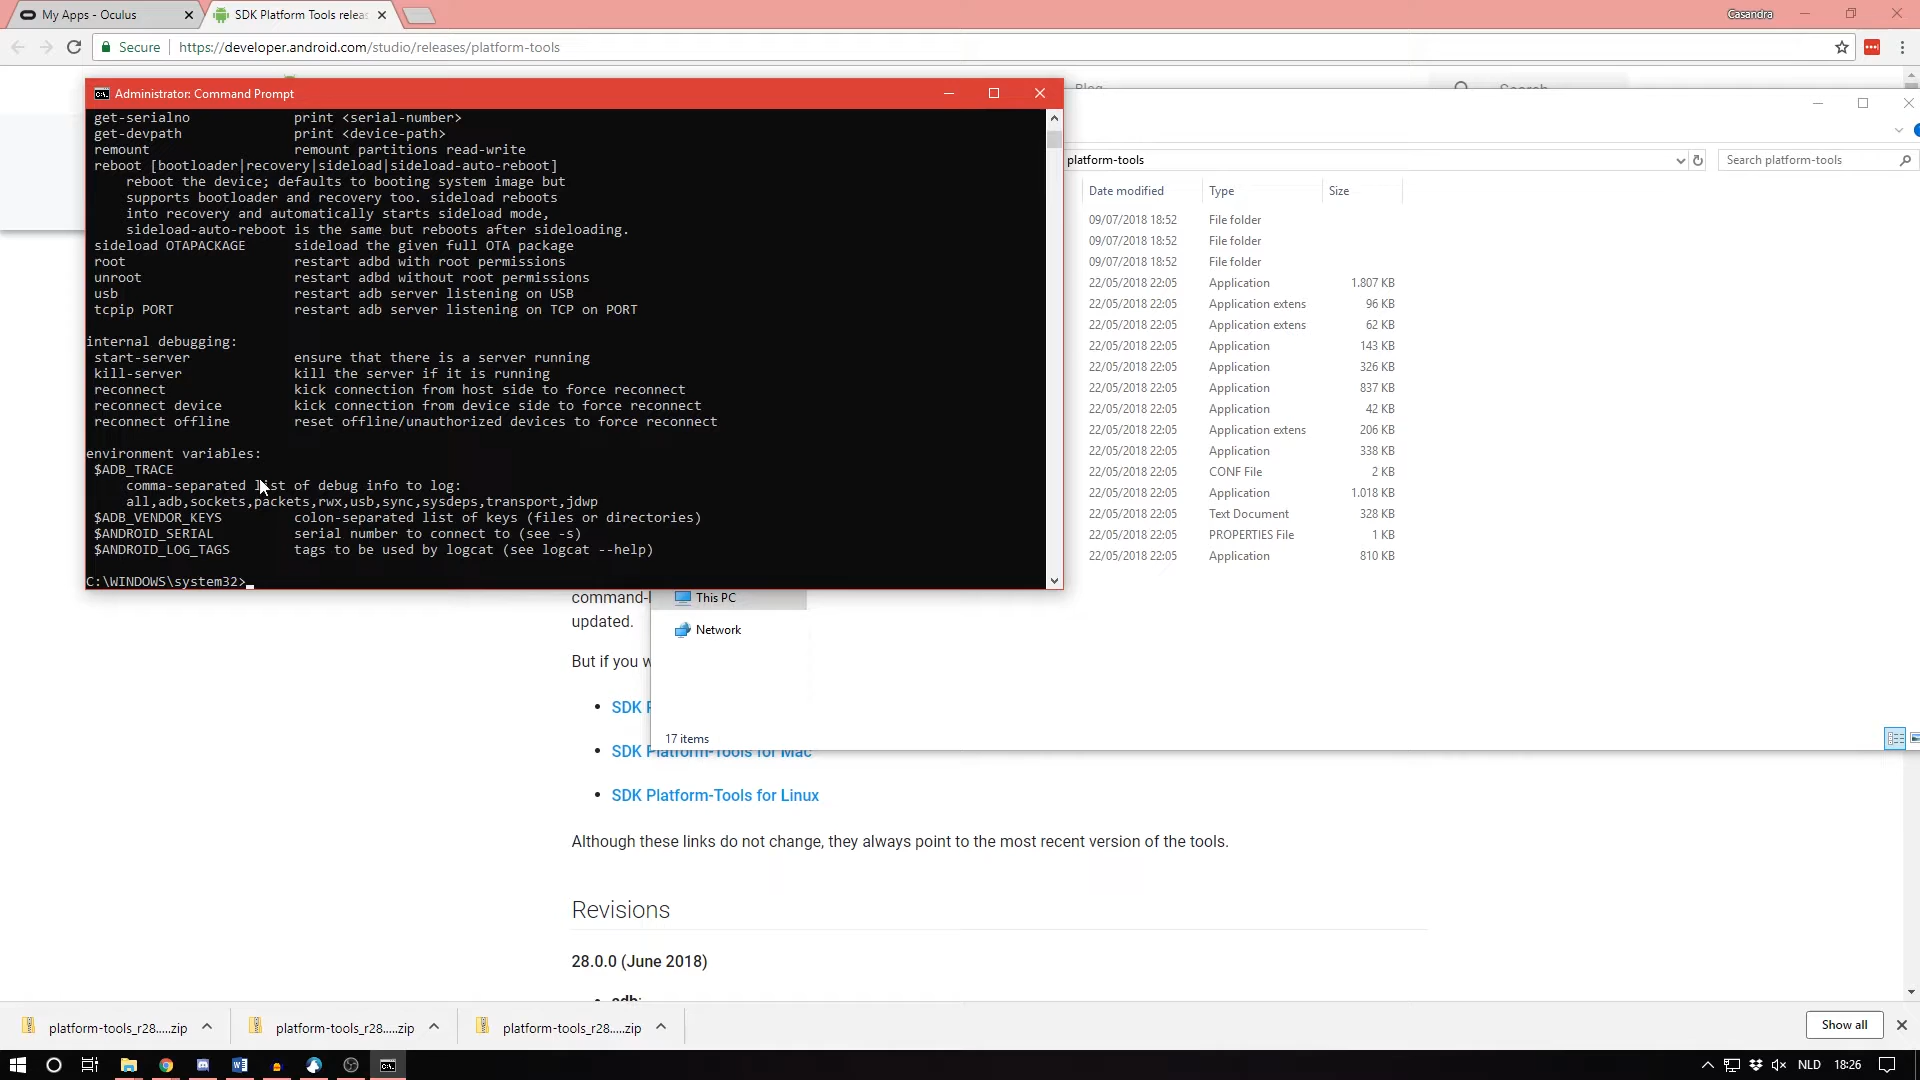 My Apps - Oculus
SDK Platform Tools relea
Casandra
Secure
https://developer.android.com/studio/releases/platform-tools
Administrator: Command Prompt
get-serialno print <serial-number>
get-devpath print <device-path>
remount remount partitions read-write
reboot [bootloader|recovery|sideload|sideload-auto-reboot]
reboot the device; defaults to booting system image but
supports bootloader and recovery too. sideload reboots
into recovery and automatically starts sideload mode,
sideload-auto-reboot is the same but reboots after sideloading.
sideload OTAPACKAGE sideload the given full OTA package
root restart adbd with root permissions
unroot restart adbd without root permissions
usb restart adb server listening on USB
tcpip PORT restart adb server listening on TCP on PORT
internal debugging:
start-server ensure that there is a server running
kill-server kill the server if it is running
reconnect kick connection from host side to force reconnect
reconnect device kick connection from device side to force reconnect
reconnect offline reset offline/unauthorized devices to force reconnect
environment variables:
$ADB_TRACE
comma-separated list of debug info to log:
all,adb,sockets,packets,rwx,usb,sync,sysdeps,transport,jdwp
$ADB_VENDOR_KEYS colon-separated list of keys (files or directories)
$ANDROID_SERIAL serial number to connect to (see -s)
$ANDROID_LOG_TAGS tags to be used by logcat (see logcat --help)
C:\WINDOWS\system32>
Blog
Search
platform-tools
Search platform-tools
Date modified Type Size
09/07/2018 18:52 File folder
09/07/2018 18:52 File folder
09/07/2018 18:52 File folder
22/05/2018 22:05 Application 1.807 KB
22/05/2018 22:05 Application extens 96 KB
22/05/2018 22:05 Application extens 62 KB
22/05/2018 22:05 Application 143 KB
22/05/2018 22:05 Application 326 KB
22/05/2018 22:05 Application 837 KB
22/05/2018 22:05 Application 42 KB
22/05/2018 22:05 Application extens 206 KB
22/05/2018 22:05 Application 338 KB
22/05/2018 22:05 CONF File 2 KB
22/05/2018 22:05 Application 1.018 KB
22/05/2018 22:05 Text Document 328 KB
22/05/2018 22:05 PROPERTIES File 1 KB
22/05/2018 22:05 Application 810 KB
This PC
Network
17 items
command-l
updated.
But if you w
SDK P
SDK Platform-Tools for Mac
SDK Platform-Tools for Linux
Although these links do not change, they always point to the most recent version of the tools.
Revisions
28.0.0 (June 2018)
adb:
platform-tools_r28.....zip
platform-tools_r28.....zip
platform-tools_r28.....zip
Show all
NLD
18:26